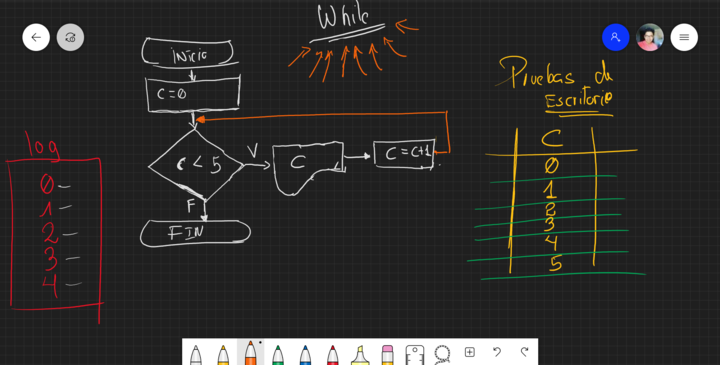 While
inicio
C=0
C < 5
V
C
C=C+1
F
FIN
log
0
1
2
3
4
Pruebas de
Escritorio
C
0
1
2
3
4
5